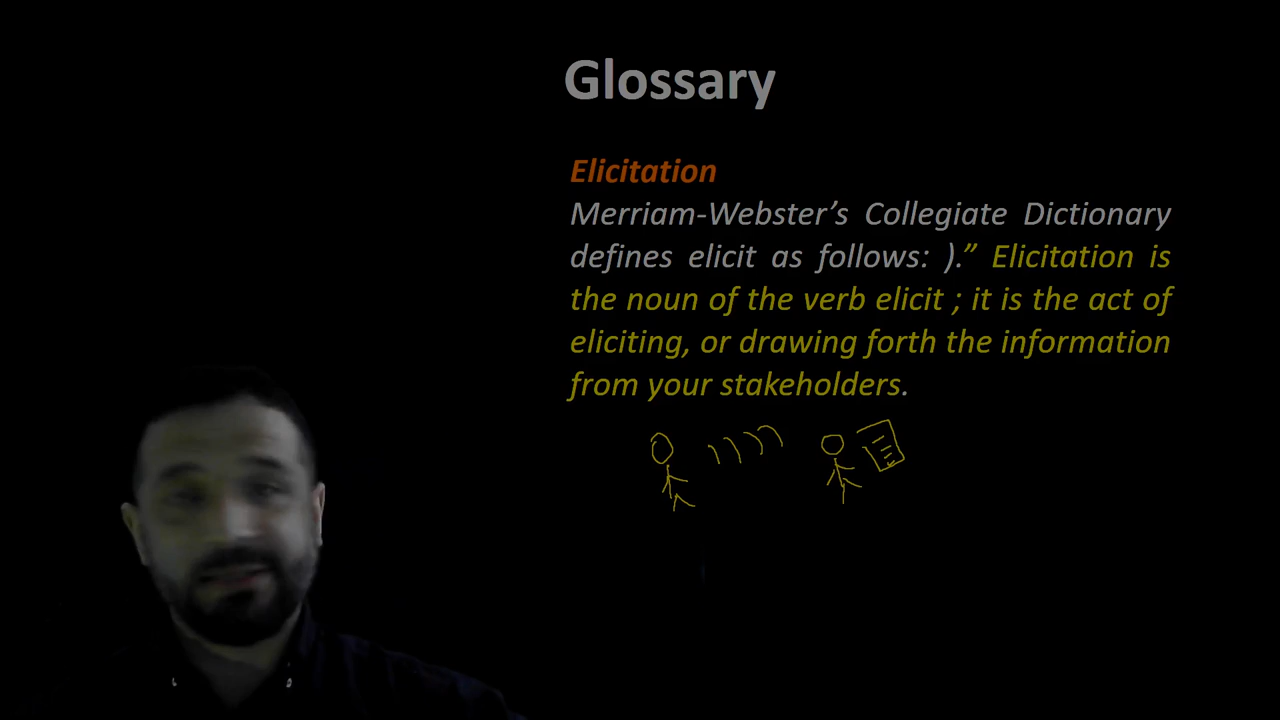 Glossary
Elicitation
Merriam-Webster’s Collegiate Dictionary
defines elicit as follows: ).” Elicitation is
the noun of the verb elicit ; it is the act of
eliciting, or drawing forth the information
from your stakeholders.